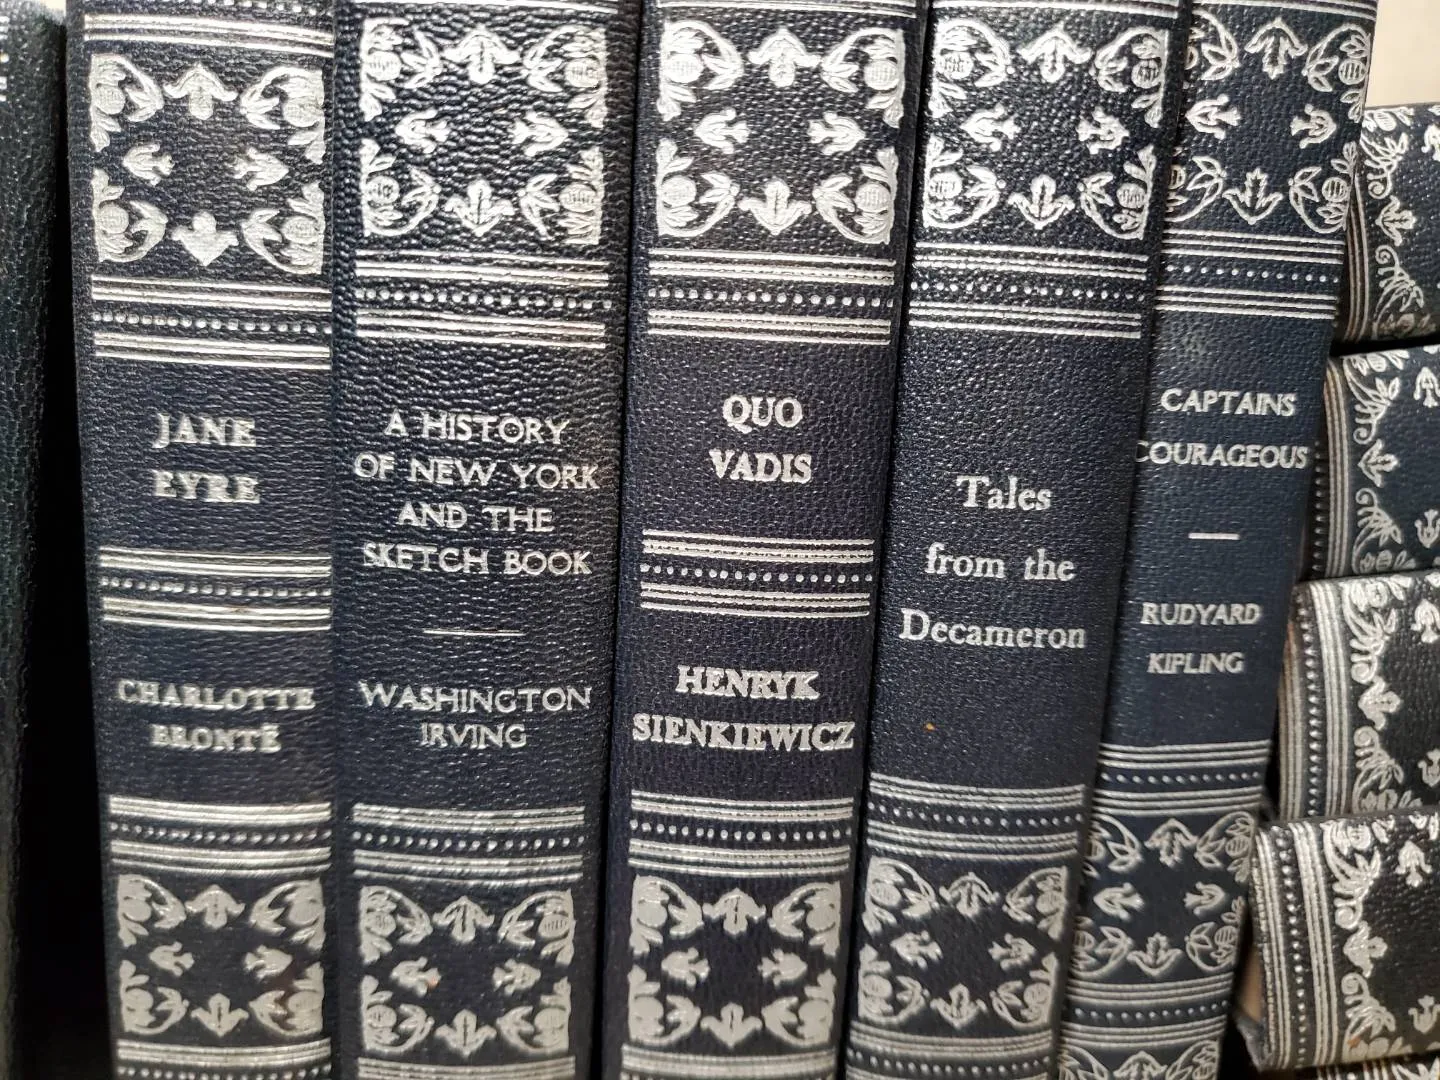 JANE
EYRE
CHARLOTTE
BRONTË
A HISTORY
OF NEW YORK
AND THE
SKETCH BOOK
WASHINGTON
IRVING
QUO
VADIS
HENRYK
SIENKIEWICZ
Tales
from the
Decameron
CAPTAINS
COURAGEOUS
RUDYARD
KIPLING